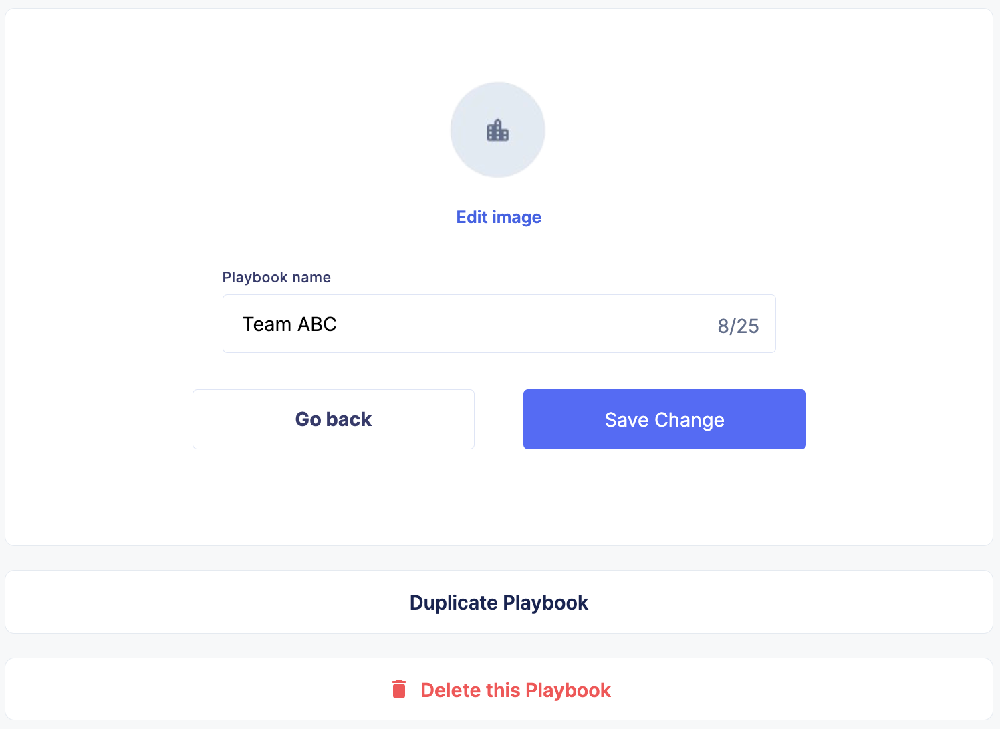 Edit image
Playbook name
Team ABC 8/25
Go back Save Change
Duplicate Playbook
Delete this Playbook